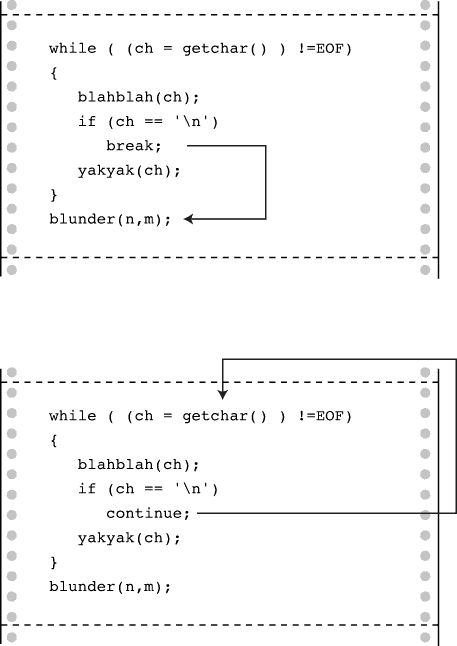 while ( (ch = getchar() ) !=EOF)
{
blahblah(ch);
if (ch == '\n')
break;
yakyak(ch);
}
blunder(n,m);
while ( (ch = getchar() ) !=EOF)
{
blahblah(ch);
if (ch == '\n')
continue;
yakyak(ch);
}
blunder(n,m);